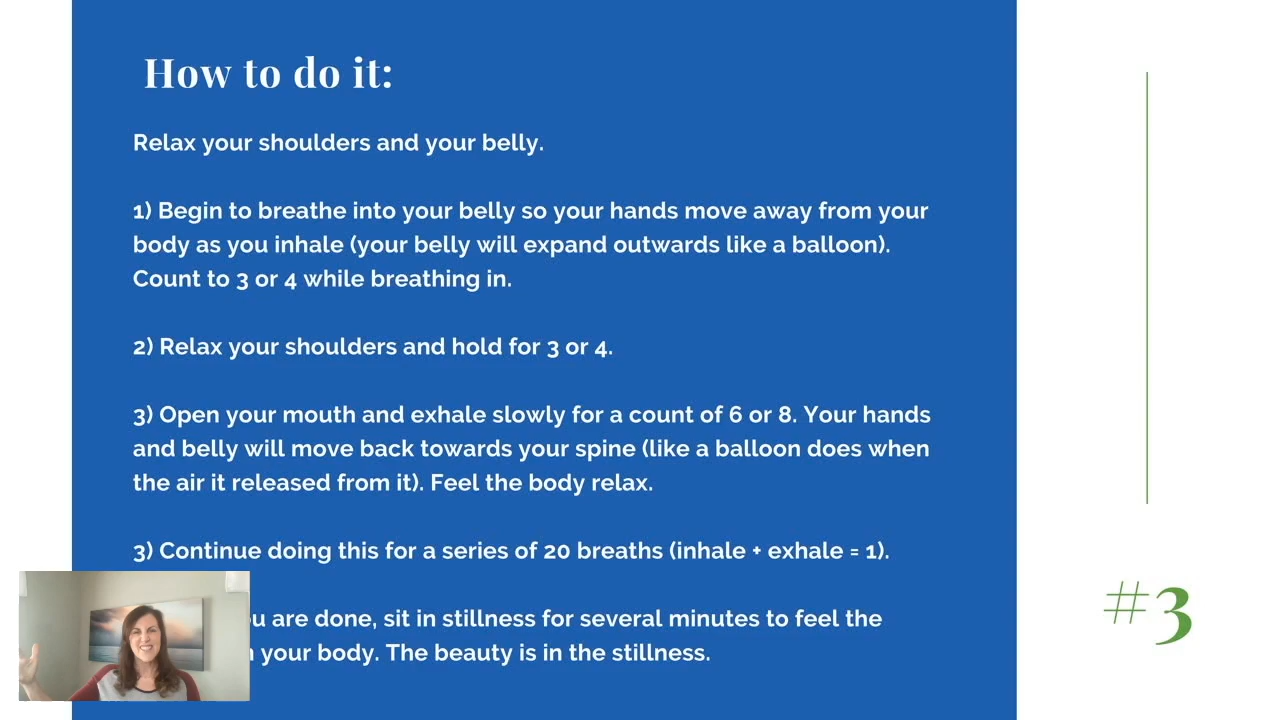 How to do it:
Relax your shoulders and your belly.
1) Begin to breathe into your belly so your hands move away from your
body as you inhale (your belly will expand outwards like a balloon).
Count to 3 or 4 while breathing in.
2) Relax your shoulders and hold for 3 or 4.
3) Open your mouth and exhale slowly for a count of 6 or 8. Your hands
and belly will move back towards your spine (like a balloon does when
the air it released from it). Feel the body relax.
3) Continue doing this for a series of 20 breaths (inhale + exhale = 1).
are done, sit in stillness for several minutes to feel the
your body. The beauty is in the stillness.
#3